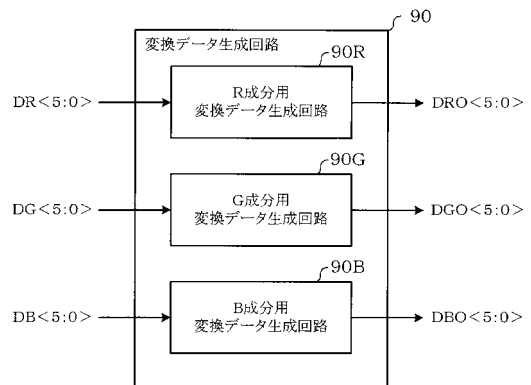 90
変換データ生成回路
90R
DR<5:0>
R成分用
変換データ生成回路
DRO<5:0>
90G
DG<5:0>
G成分用
変換データ生成回路
DGO<5:0>
90B
DB<5:0>
B成分用
変換データ生成回路
DBO<5:0>